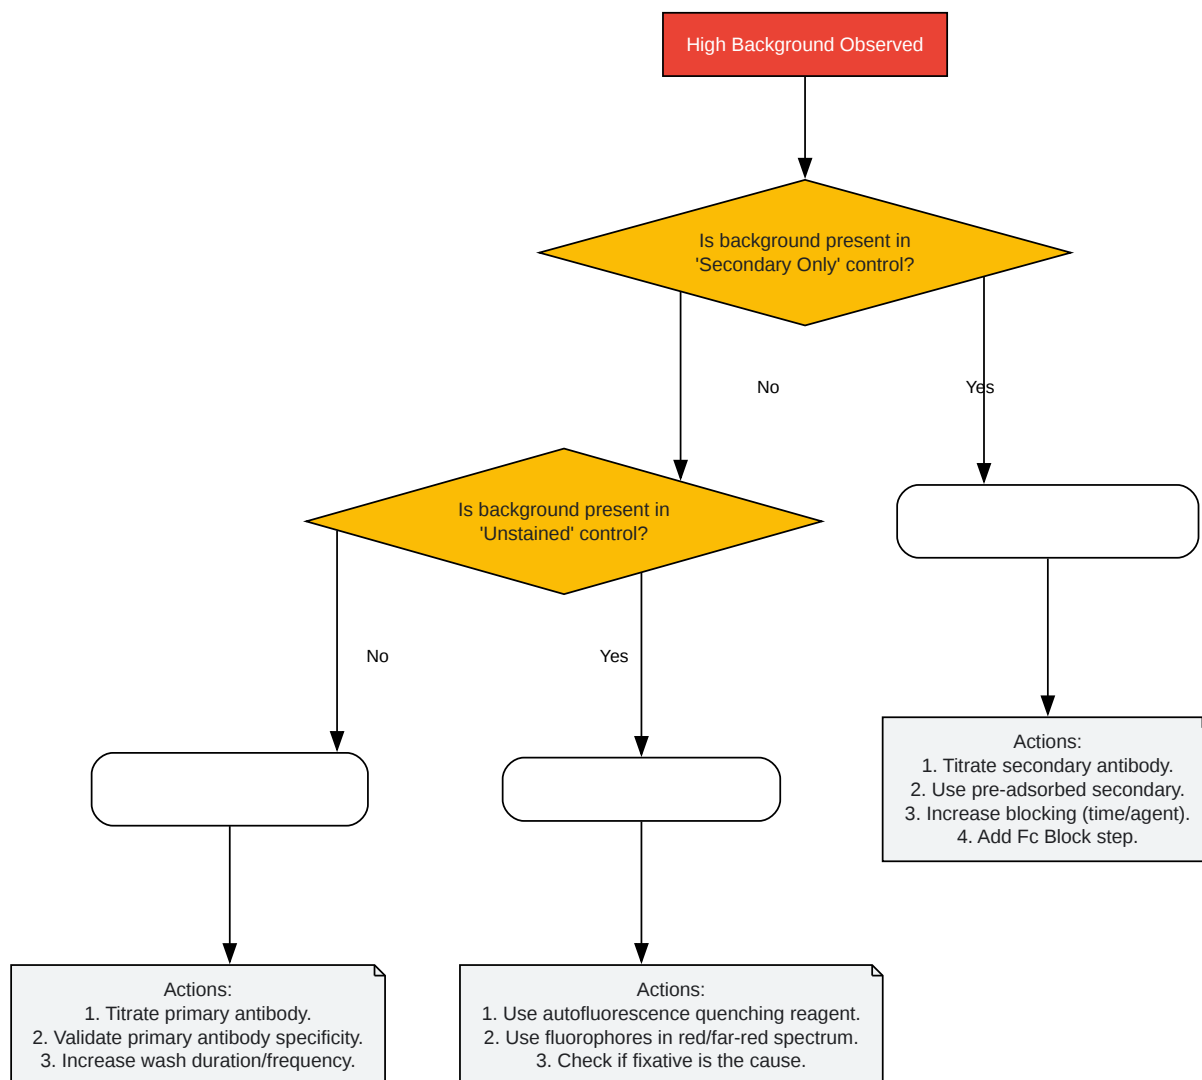 High Background Observed
Is background present in
'Secondary Only' control?
No
Yes
Is background present in
'Unstained' control?
No
Yes
Actions:
1. Titrate secondary antibody.
2. Use pre-adsorbed secondary.
3. Increase blocking (time/agent).
4. Add Fc Block step.
Actions:
1. Titrate primary antibody.
2. Validate primary antibody specificity.
3. Increase wash duration/frequency.
Actions:
1. Use autofluorescence quenching reagent.
2. Use fluorophores in red/far-red spectrum.
3. Check if fixative is the cause.